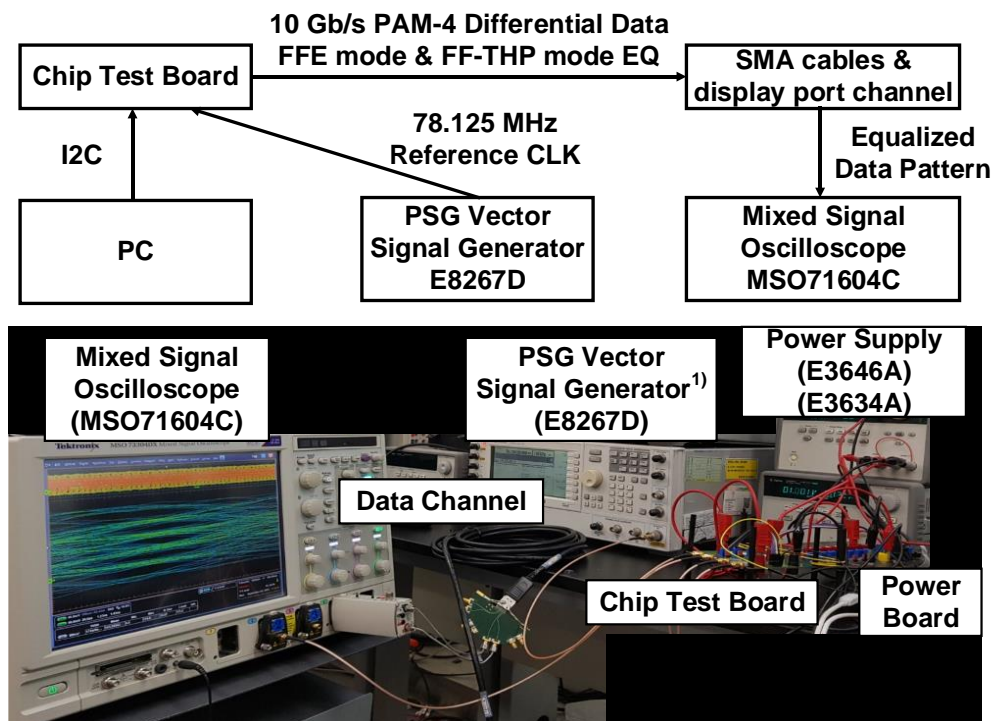 10 Gb/s PAM-4 Differential Data
FFE mode & FF-THP mode EQ
Chip Test Board
SMA cables &
display port channel
I2C
78.125 MHz
Reference CLK
Equalized
Data Pattern
PC
PSG Vector
Signal Generator
E8267D
Mixed Signal
Oscilloscope
MSO71604C
Mixed Signal
Oscilloscope
(MSO71604C)
PSG Vector
Signal Generator1)
(E8267D)
Power Supply
(E3646A)
(E3634A)
Tektronix
Data Channel
Chip Test Board
Power
Board